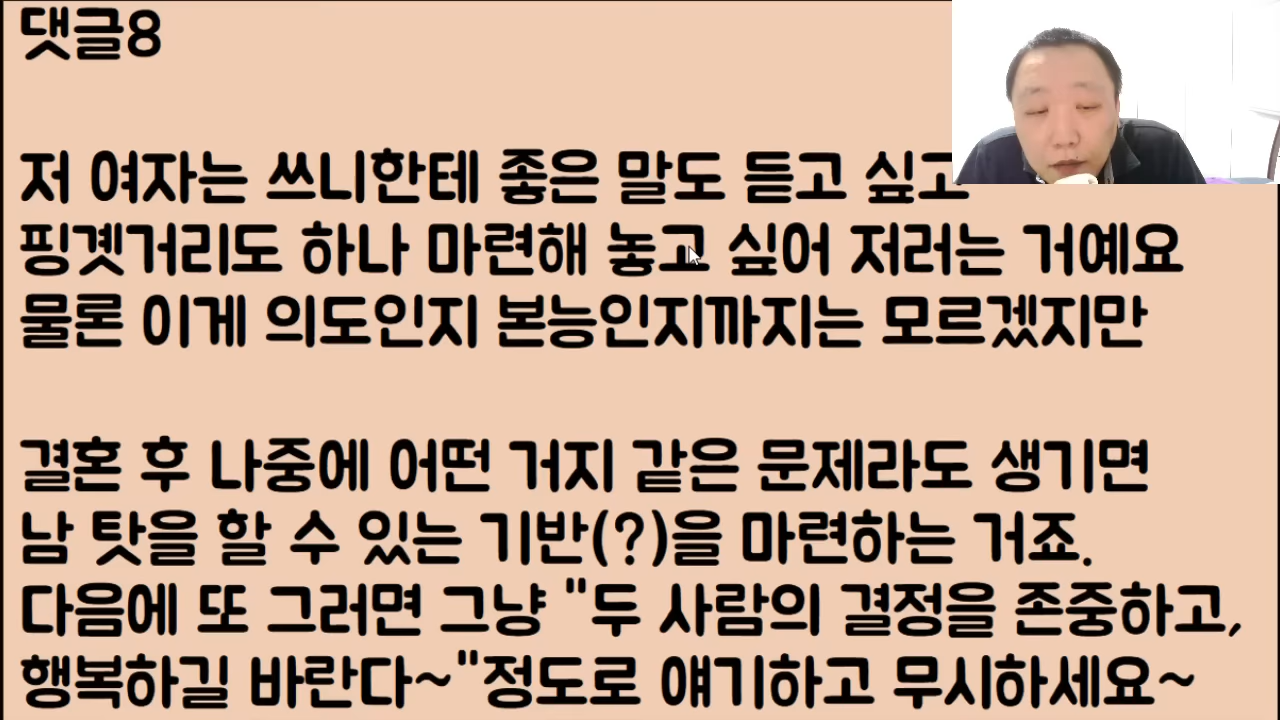 댓글8
저 여자는 쓰니한테 좋은 말도 듣고 싶고
핑곗거리도 하나 마련해 놓고 싶어 저러는 거예요
물론 이게 의도인지 본능인지까지는 모르겠지만
결혼 후 나중에 어떤 거지 같은 문제라도 생기면
남 탓을 할 수 있는 기반(?)을 마련하는 거죠.
다음에 또 그러면 그냥 "두 사람의 결정을 존중하고,
행복하길 바란다~"정도로 얘기하고 무시하세요~